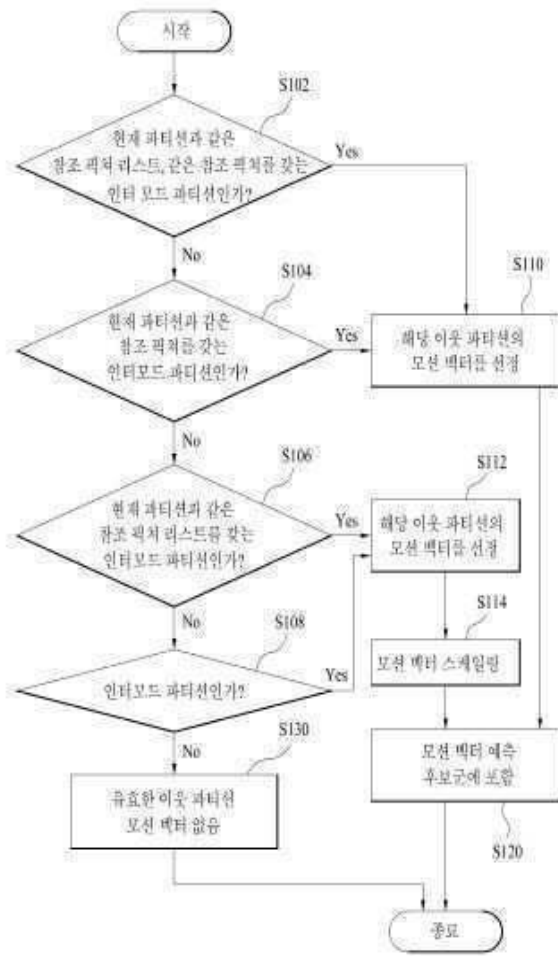 시작
S102
현재 파티션과 같은
참조 픽쳐 리스트, 같은 참조 픽쳐를 갖는
인터 모드 파티션인가?
Yes
No
S104
현재 파티션과 같은
참조 픽쳐를 갖는
인터모드 파티션인가?
Yes
S110
해당 이웃 파티션의
모션 벡터를 선정
No
S106
현재 파티션과 같은
참조 픽쳐 리스트를 갖는
인터모드 파티션인가?
Yes
S112
해당 이웃 파티션의
모션 벡터를 선정
No
S108
인터모드 파티션인가?
Yes
S114
모션 벡터 스케일링
No
S130
유효한 이웃 파티션
모션 벡터 없음
모션 벡터 예측
후보군에 포함
S120
종료